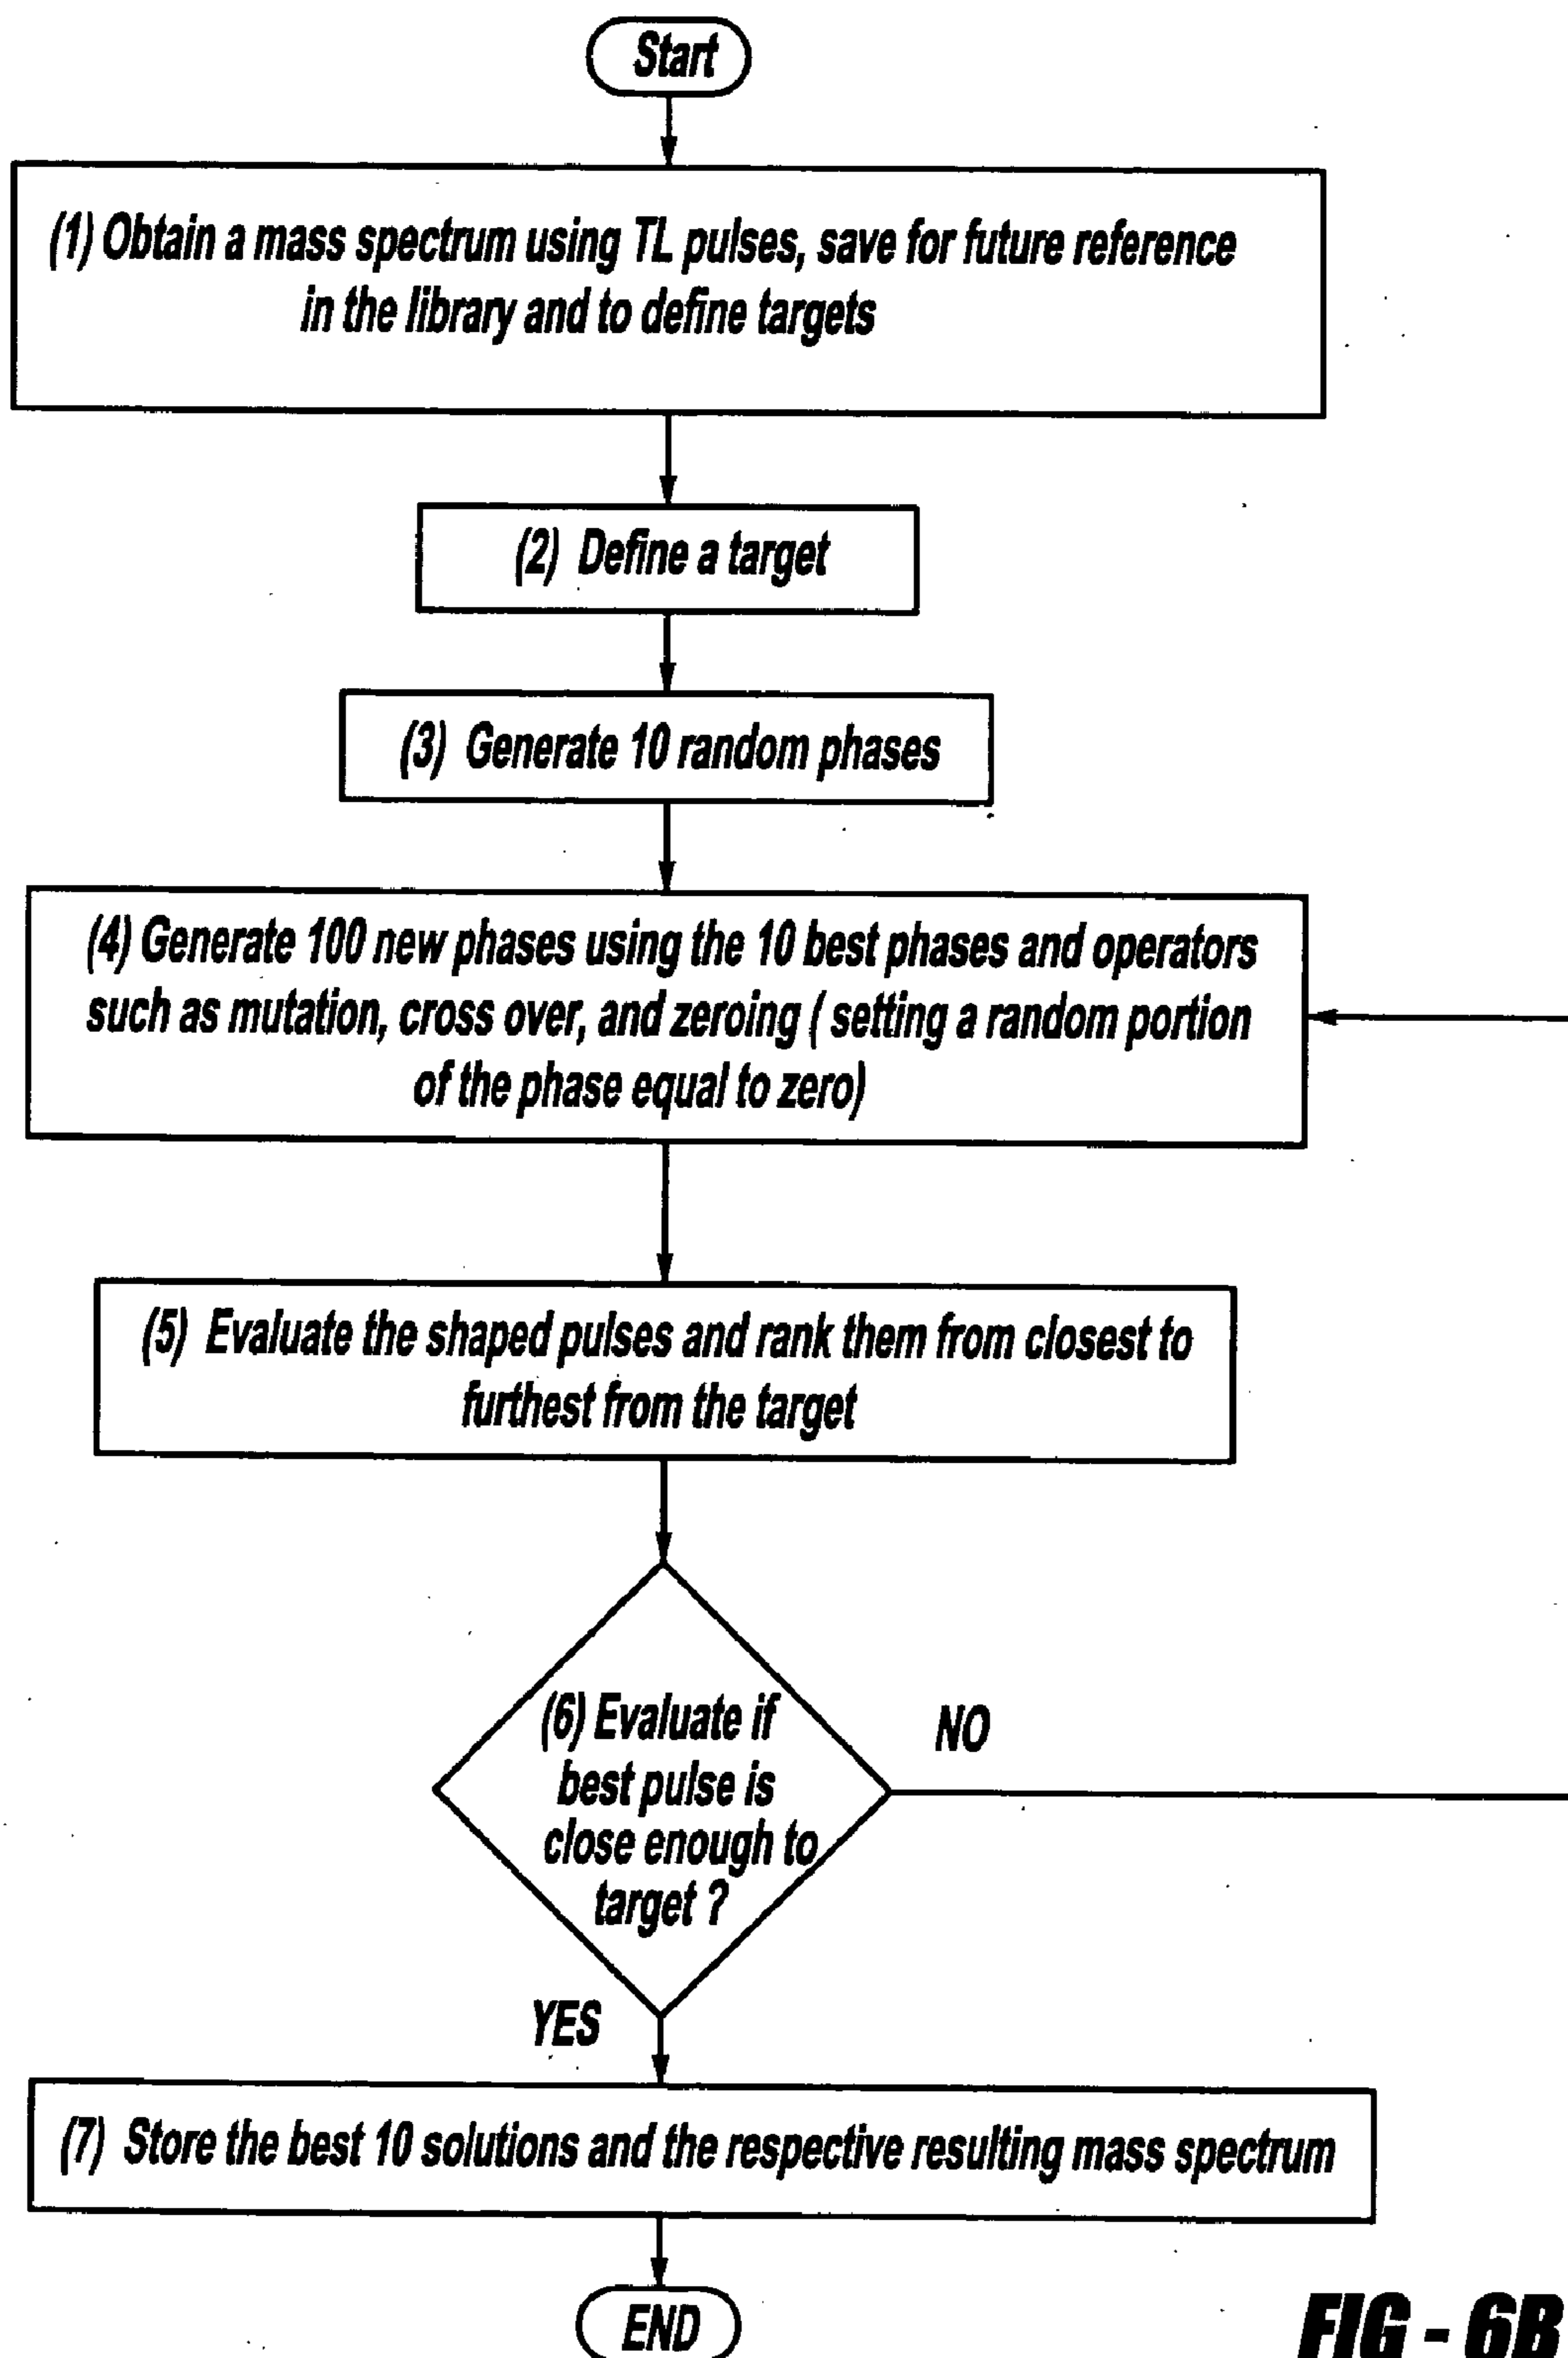 Start
(1) Obtain a mass spectrum using TL pulses, save for future reference
in the library and to define targets
(2) Define a target
(3) Generate 10 random phases
(4) Generate 100 new phases using the 10 best phases and operators
such as mutation, cross over, and zeroing ( setting a random portion
of the phase equal to zero)
(5) Evaluate the shaped pulses and rank them from closest to
furthest from the target
(6) Evaluate if
best pulse is
close enough to
target ?
NO
YES
(7) Store the best 10 solutions and the respective resulting mass spectrum
END
FIG - 6B